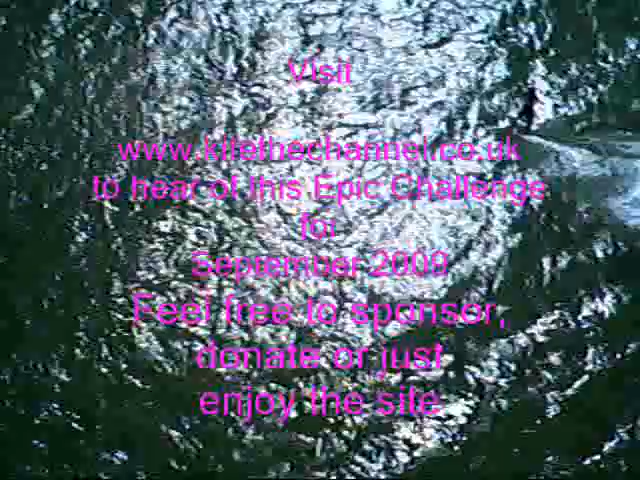 Visit
www.kitethechannel.co.uk
to hear of this Epic Challenge
for
September 2009
Feel free to sponsor,
donate or just
enjoy the site